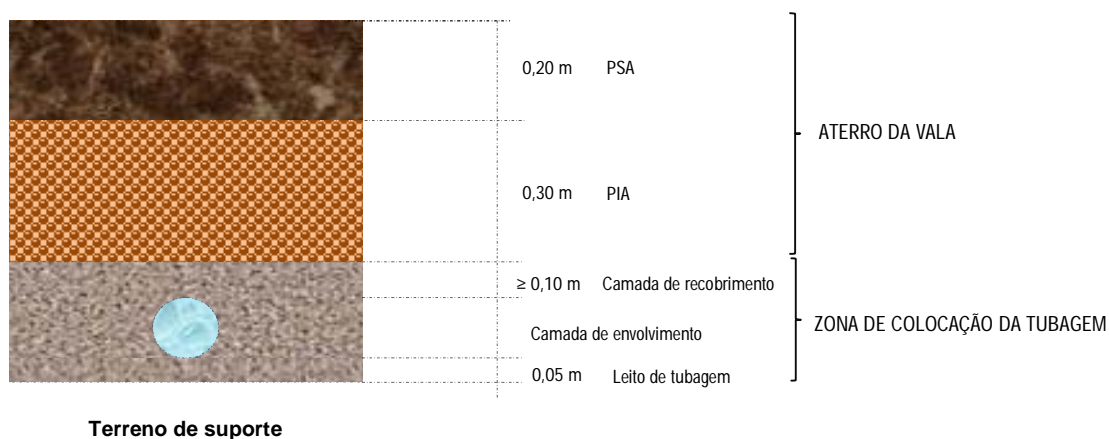 0,20 m PSA
ATERRO DA VALA
0,30 m PIA
≥ 0,10 m Camada de recobrimento
ZONA DE COLOCAÇÃO DA TUBAGEM
Camada de envolvimento
0,05 m Leito de tubagem
Terreno de suporte